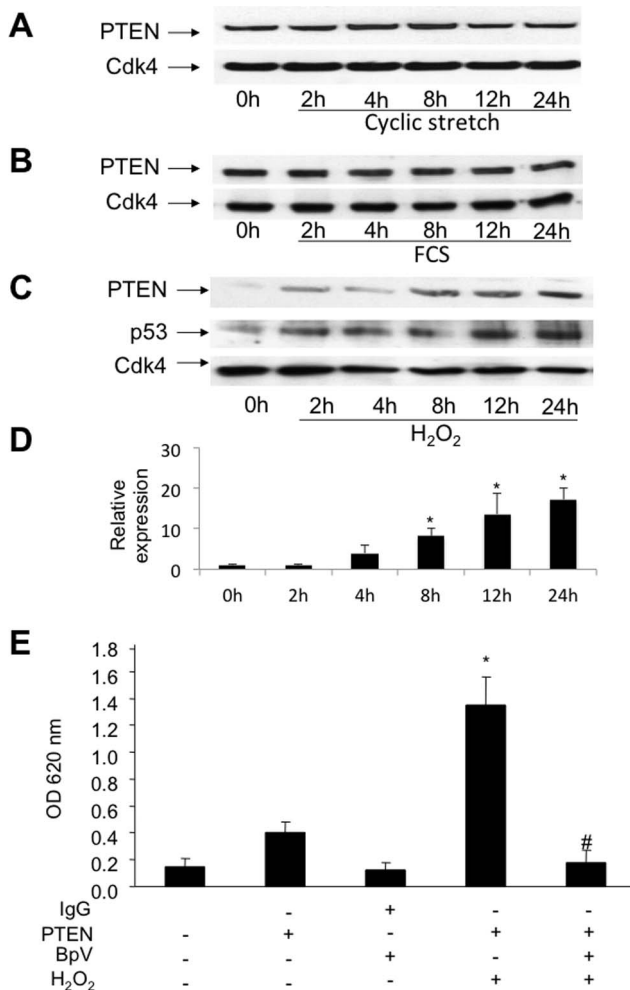 A
PTEN
Cdk4
0h 2h 4h 8h 12h 24h
Cyclic stretch
B
PTEN
Cdk4
0h 2h 4h 8h 12h 24h
FCS
C
PTEN
p53
Cdk4
0h 2h 4h 8h 12h 24h
H₂O₂
D
Relative
expression
30
20
10
0
* * *
0h 2h 4h 8h 12h 24h
E
OD 620 nm
1.8
1.6
1.4
1.2
1.0
0.8
0.6
0.4
0.2
0.0
*
#
IgG - + - -
PTEN - + - + +
BpV - - + - +
H₂O₂ - - - + +